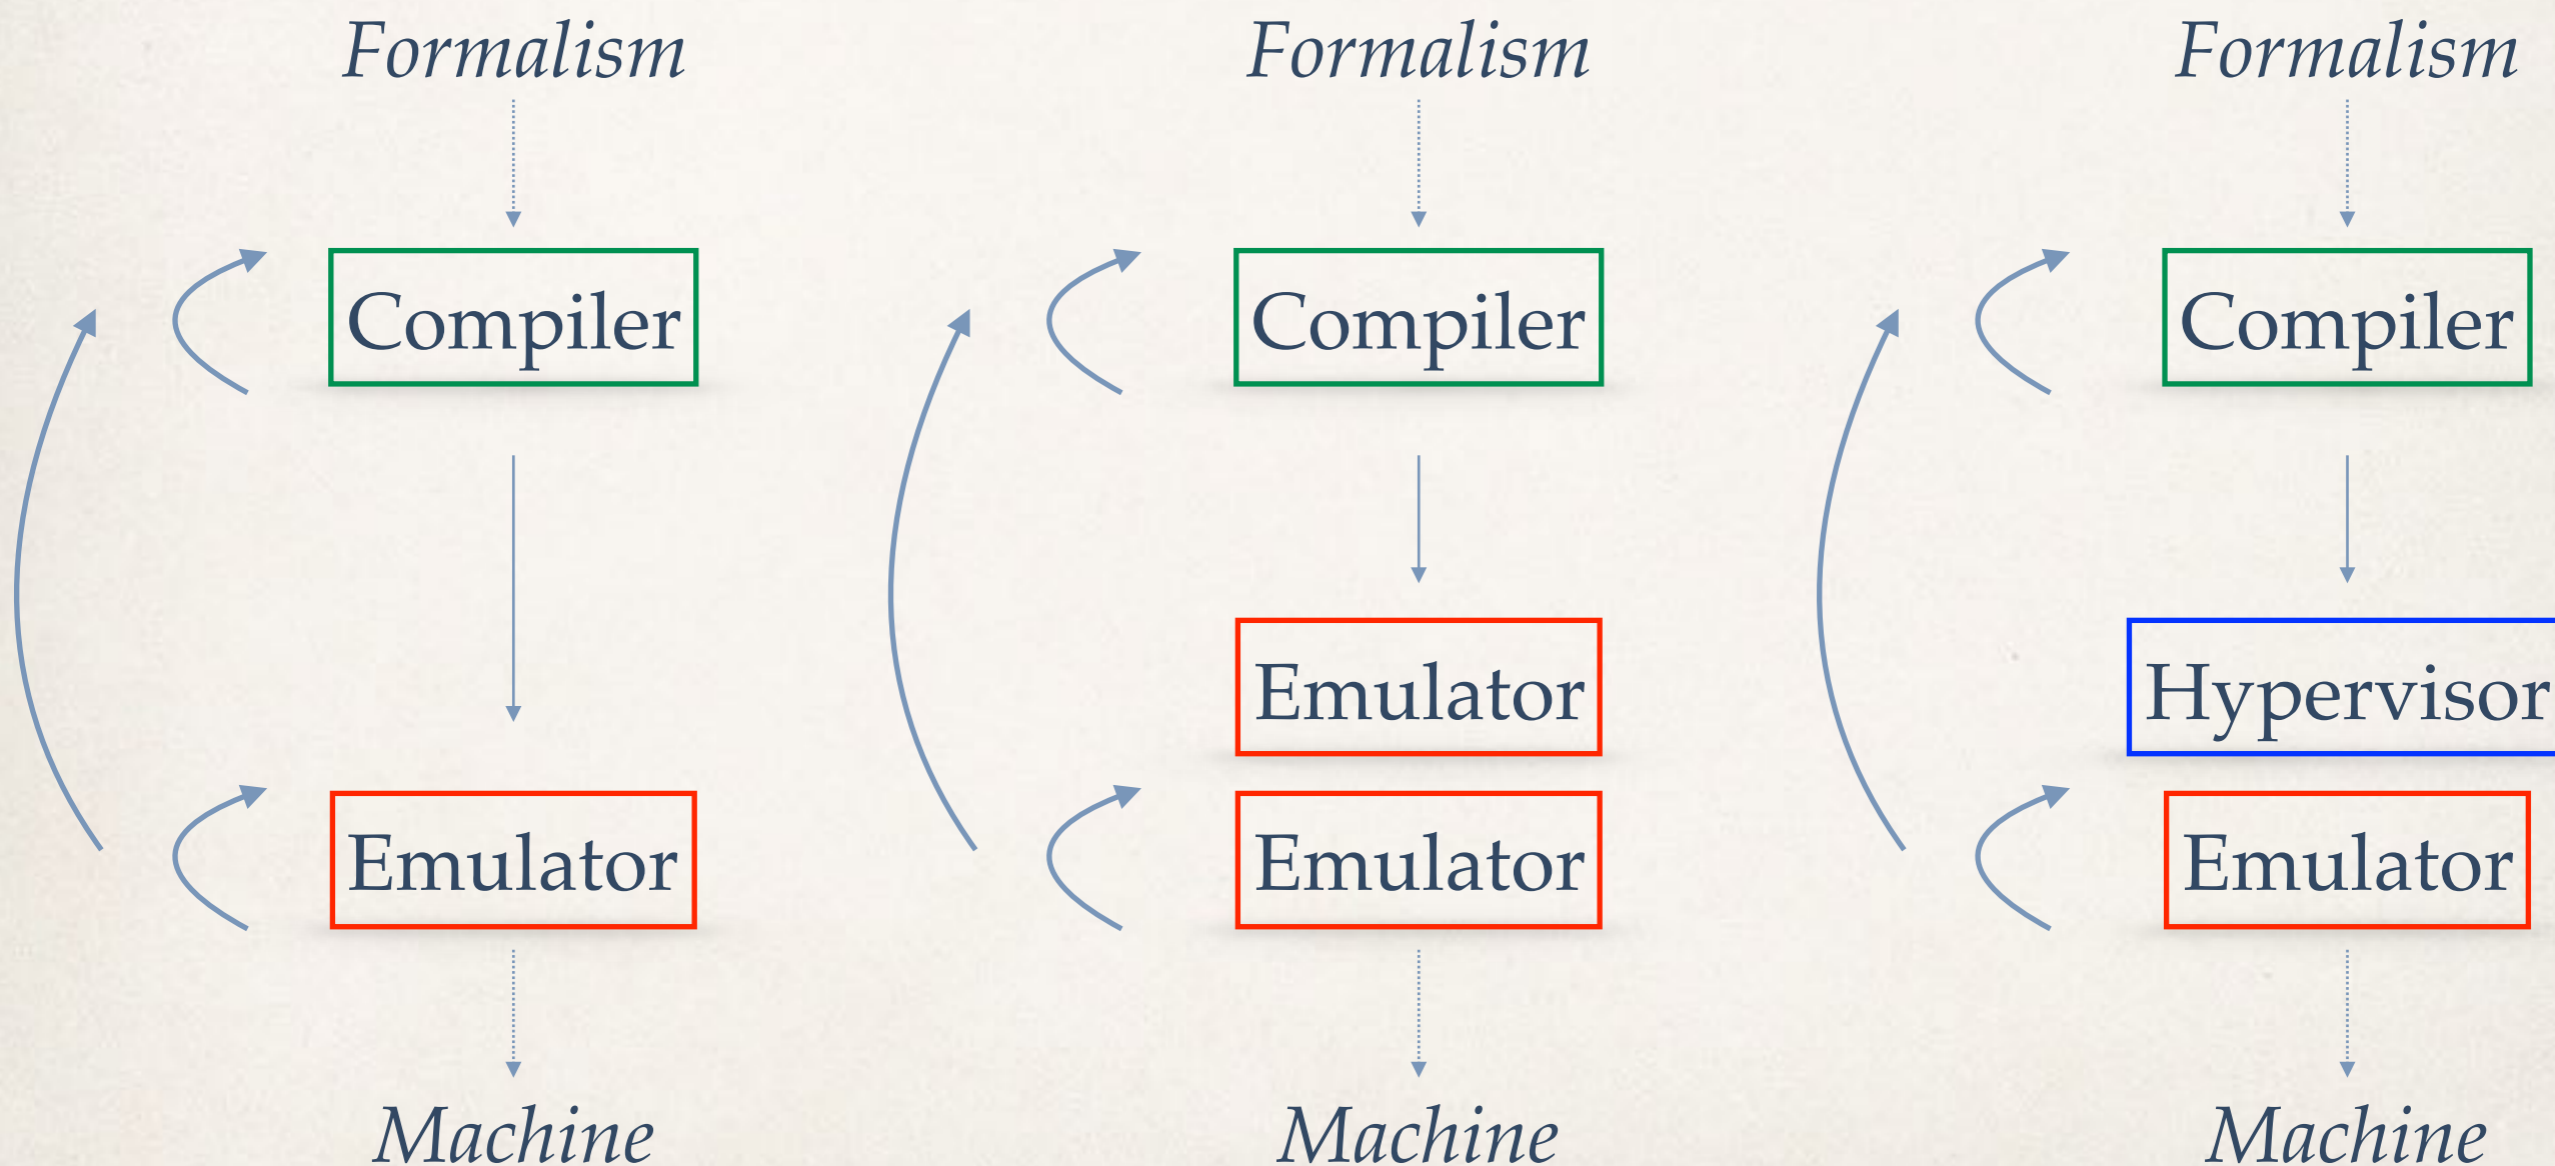 Formalism
Compiler
Emulator
Machine
Formalism
Compiler
Emulator
Emulator
Machine
Formalism
Compiler
Hypervisor
Emulator
Machine